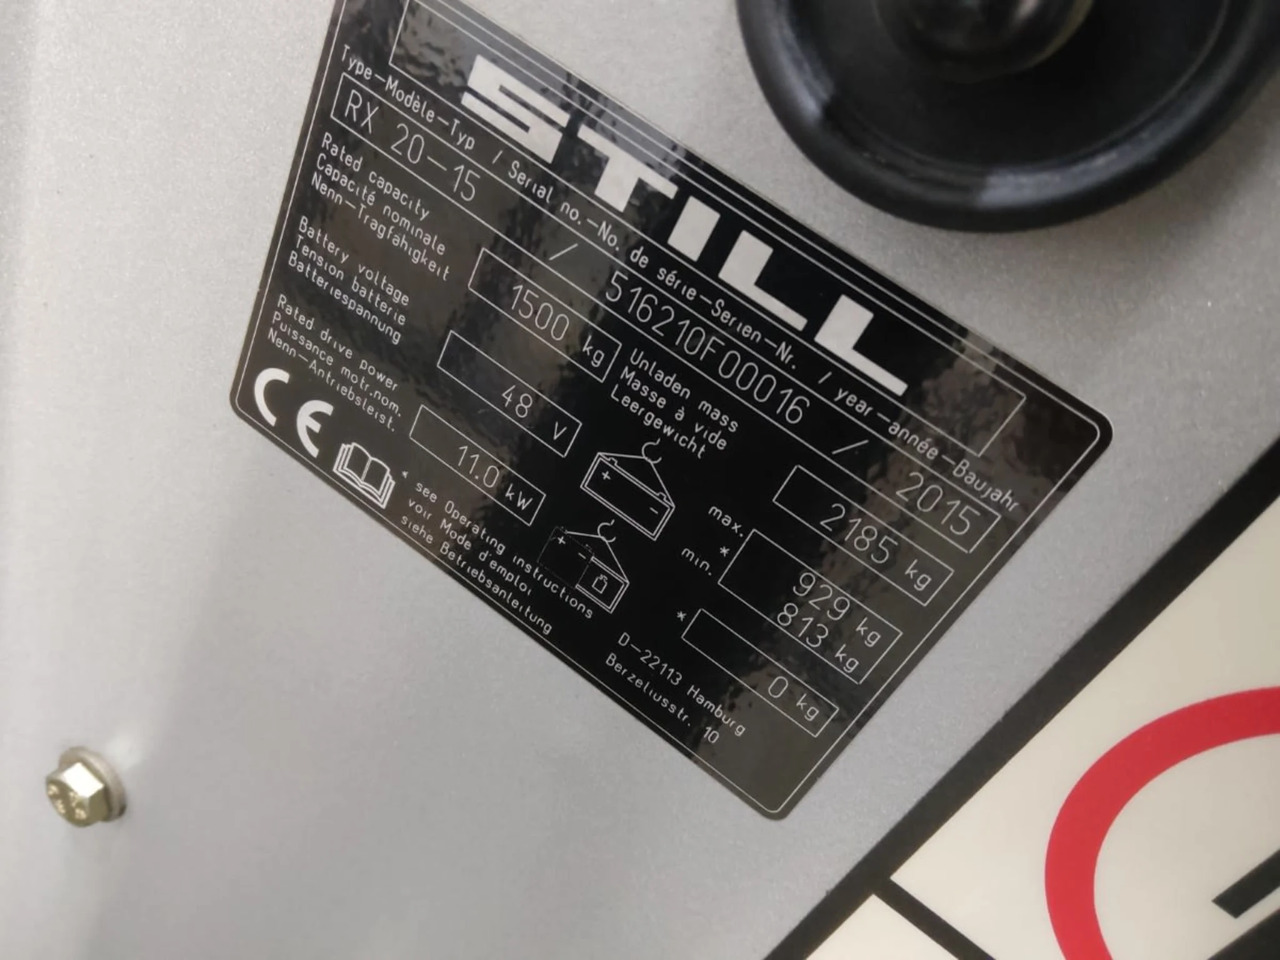 STILL
Type–Modèle–Typ / Serial no.–No. de série–Serien–Nr. / year–année–Baujahr
RX 20–15 / 516210F00016 / 2015
Rated capacity
Capacité nominale
Nenn–Tragfähigkeit
1500 kg
Unladen mass
Masse à vide
Leergewicht
2185 kg
Battery voltage
Tension batterie
Batteriespannung
48 V
max. 929 kg
* min. 813 kg
Rated drive power
Puissance motr.nom.
Nenn–Antriebsleist.
11.0 kW
* 0 kg
CE
* see Operating instructions
voir Mode d'emploi
siehe Betriebsanleitung
D–22113 Hamburg
Berzeliusstr. 10